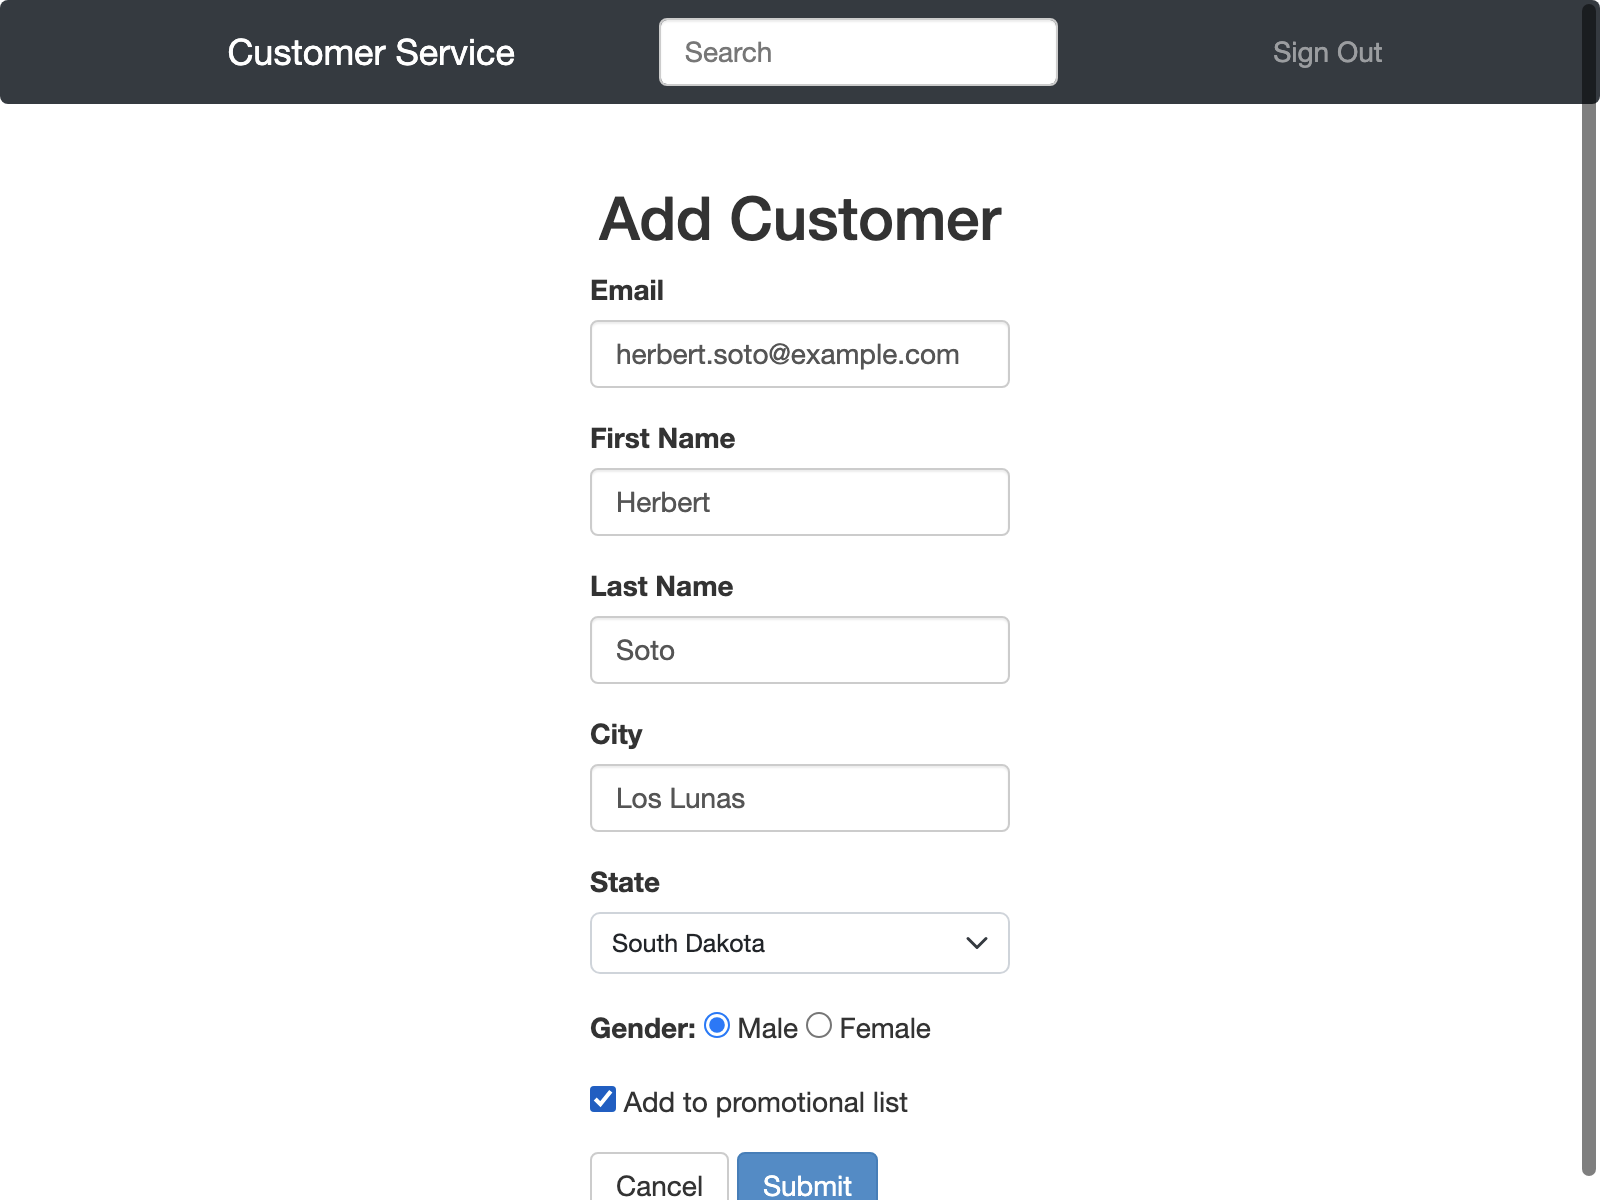 Customer Service
Search
Sign Out
Add Customer
Email
herbert.soto@example.com
First Name
Herbert
Last Name
Soto
City
Los Lunas
State
South Dakota
Gender: Male Female
Add to promotional list
Cancel Submit